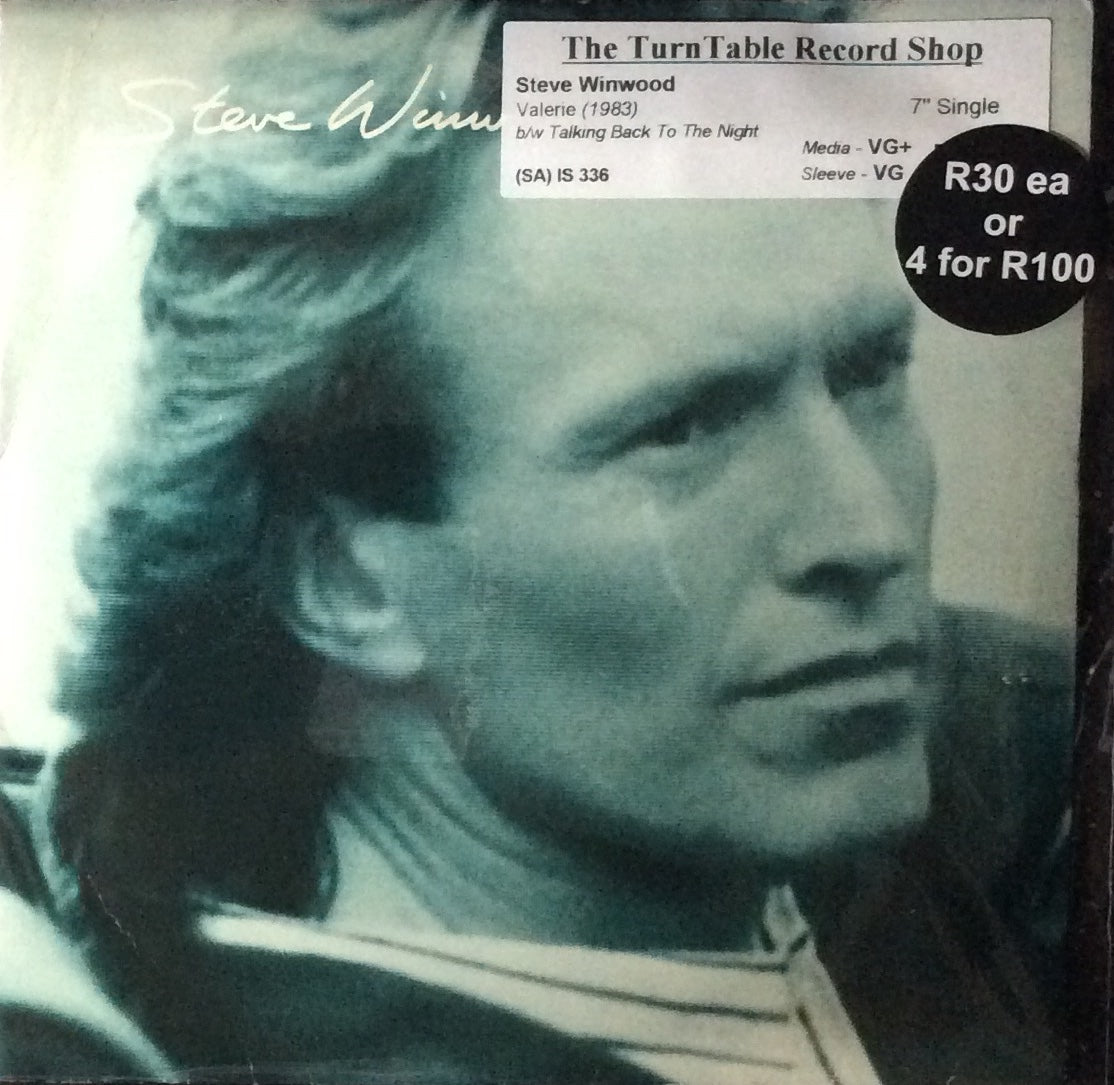 The TurnTable Record Shop
Steve Winwood
Valerie (1983)
7" Single
b/w Talking Back To The Night
Media - VG+
(SA) IS 336
Sleeve - VG
R30 ea
or
4 for R100
Steve Winw